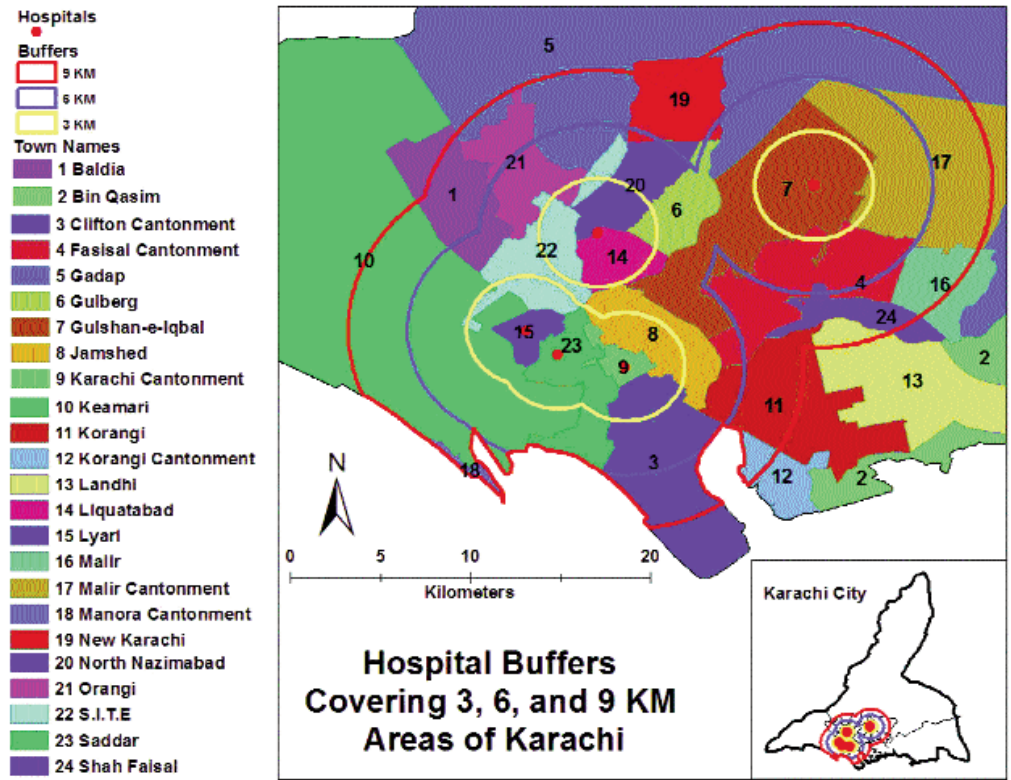 Hospitals
Buffers
9 KM
6 KM
3 KM
Town Names
1 Baldia
2 Bin Qasim
3 Clifton Cantonment
4 Fasisal Cantonment
5 Gadap
6 Gulberg
7 Gulshan-e-Iqbal
8 Jamshed
9 Karachi Cantonment
10 Keamari
11 Korangi
12 Korangi Cantonment
13 Landhi
14 Liquatabad
15 Lyari
16 Malir
17 Malir Cantonment
18 Manora Cantonment
19 New Karachi
20 North Nazimabad
21 Orangi
22 S.I.T.E
23 Saddar
24 Shah Faisal
5
19
21
17
20
7
1
6
22
14
10
4
16
24
15
23
8
2
9
13
11
3
18
12
2
N
0 5 10 20
Kilometers
Hospital Buffers
Covering 3, 6, and 9 KM
Areas of Karachi
Karachi City